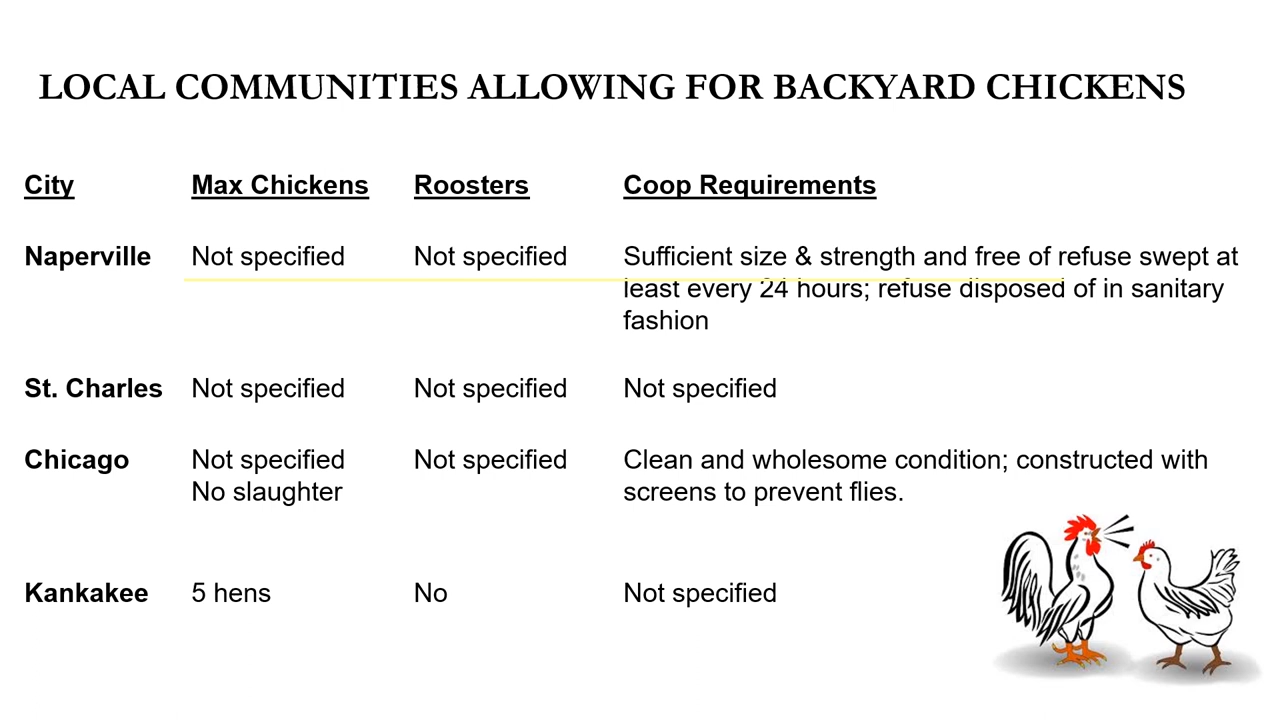 LOCAL COMMUNITIES ALLOWING FOR BACKYARD CHICKENS
City Max Chickens Roosters Coop Requirements
Naperville Not specified Not specified Sufficient size & strength and free of refuse swept at
least every 24 hours; refuse disposed of in sanitary
fashion
St. Charles Not specified Not specified Not specified
Chicago Not specified Not specified Clean and wholesome condition; constructed with
No slaughter screens to prevent flies.
Kankakee 5 hens No Not specified